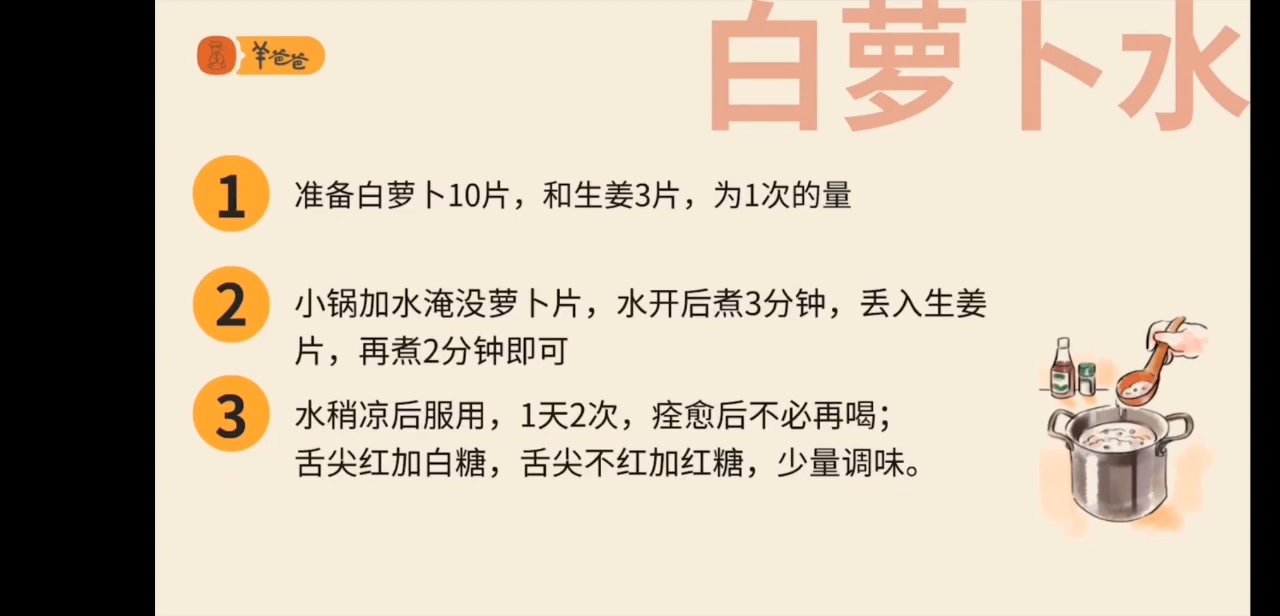 羊爸爸
白萝卜水
1
准备白萝卜10片，和生姜3片，为1次的量
2
小锅加水淹没萝卜片，水开后煮3分钟，丢入生姜
片，再煮2分钟即可
3
水稍凉后服用，1天2次，痊愈后不必再喝；
舌尖红加白糖，舌尖不红加红糖，少量调味。